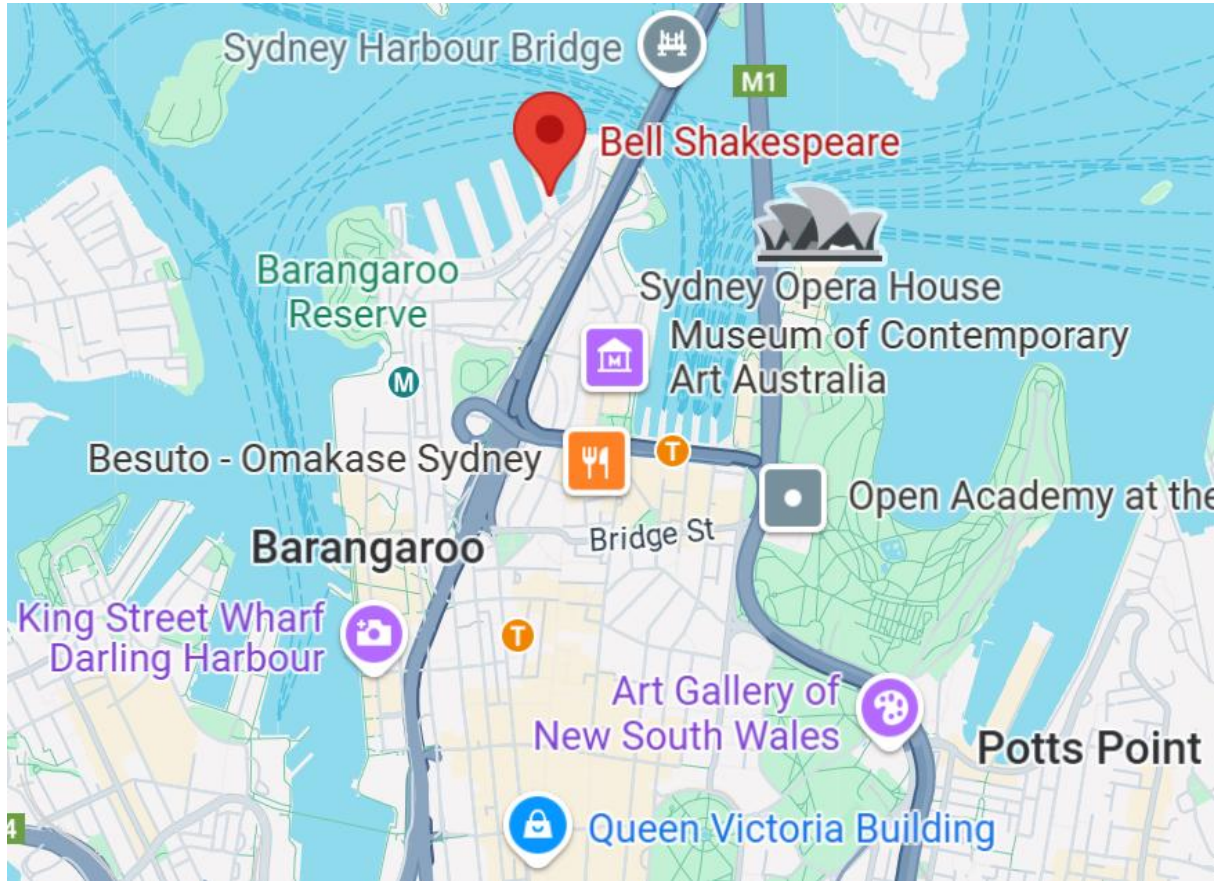 Sydney Harbour Bridge
M1
Bell Shakespeare
Barangaroo
Reserve
Sydney Opera House
Museum of Contemporary
Art Australia
M
M
Besuto - Omakase Sydney
T
Open Academy at the
Bridge St
Barangaroo
King Street Wharf
Darling Harbour
T
Art Gallery of
New South Wales
Potts Point
4
Queen Victoria Building